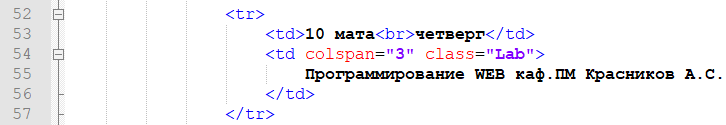 52 <tr>
53 <td>10 мата<br>четверг</td>
54 <td colspan="3" class="Lab">
55 Программирование WEB каф.ПМ Красников А.С.
56 </td>
57 </tr>